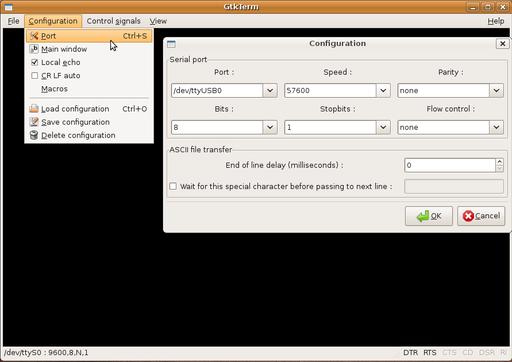 GtkTerm
File Configuration Control signals View Help
Port Ctrl+S
Main window
Local echo
CR LF auto
Macros
Load configuration Ctrl+O
Save configuration
Delete configuration
Configuration
Serial port
Port : Speed : Parity :
/dev/ttyUSB0 57600 none
Bits : Stopbits : Flow control :
8 1 none
ASCII file transfer
End of line delay (milliseconds) : 0
Wait for this special character before passing to next line :
OK Cancel
/dev/ttyS0 : 9600,8,N,1 DTR RTS CTS CD DSR RI